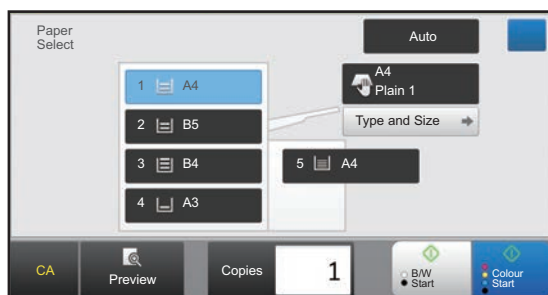 Paper
Select
Auto
1 A4
A4
Plain 1
2 B5
Type and Size
3 B4
5 A4
4 A3
CA
Preview
Copies
1
B/W
Start
Colour
Start